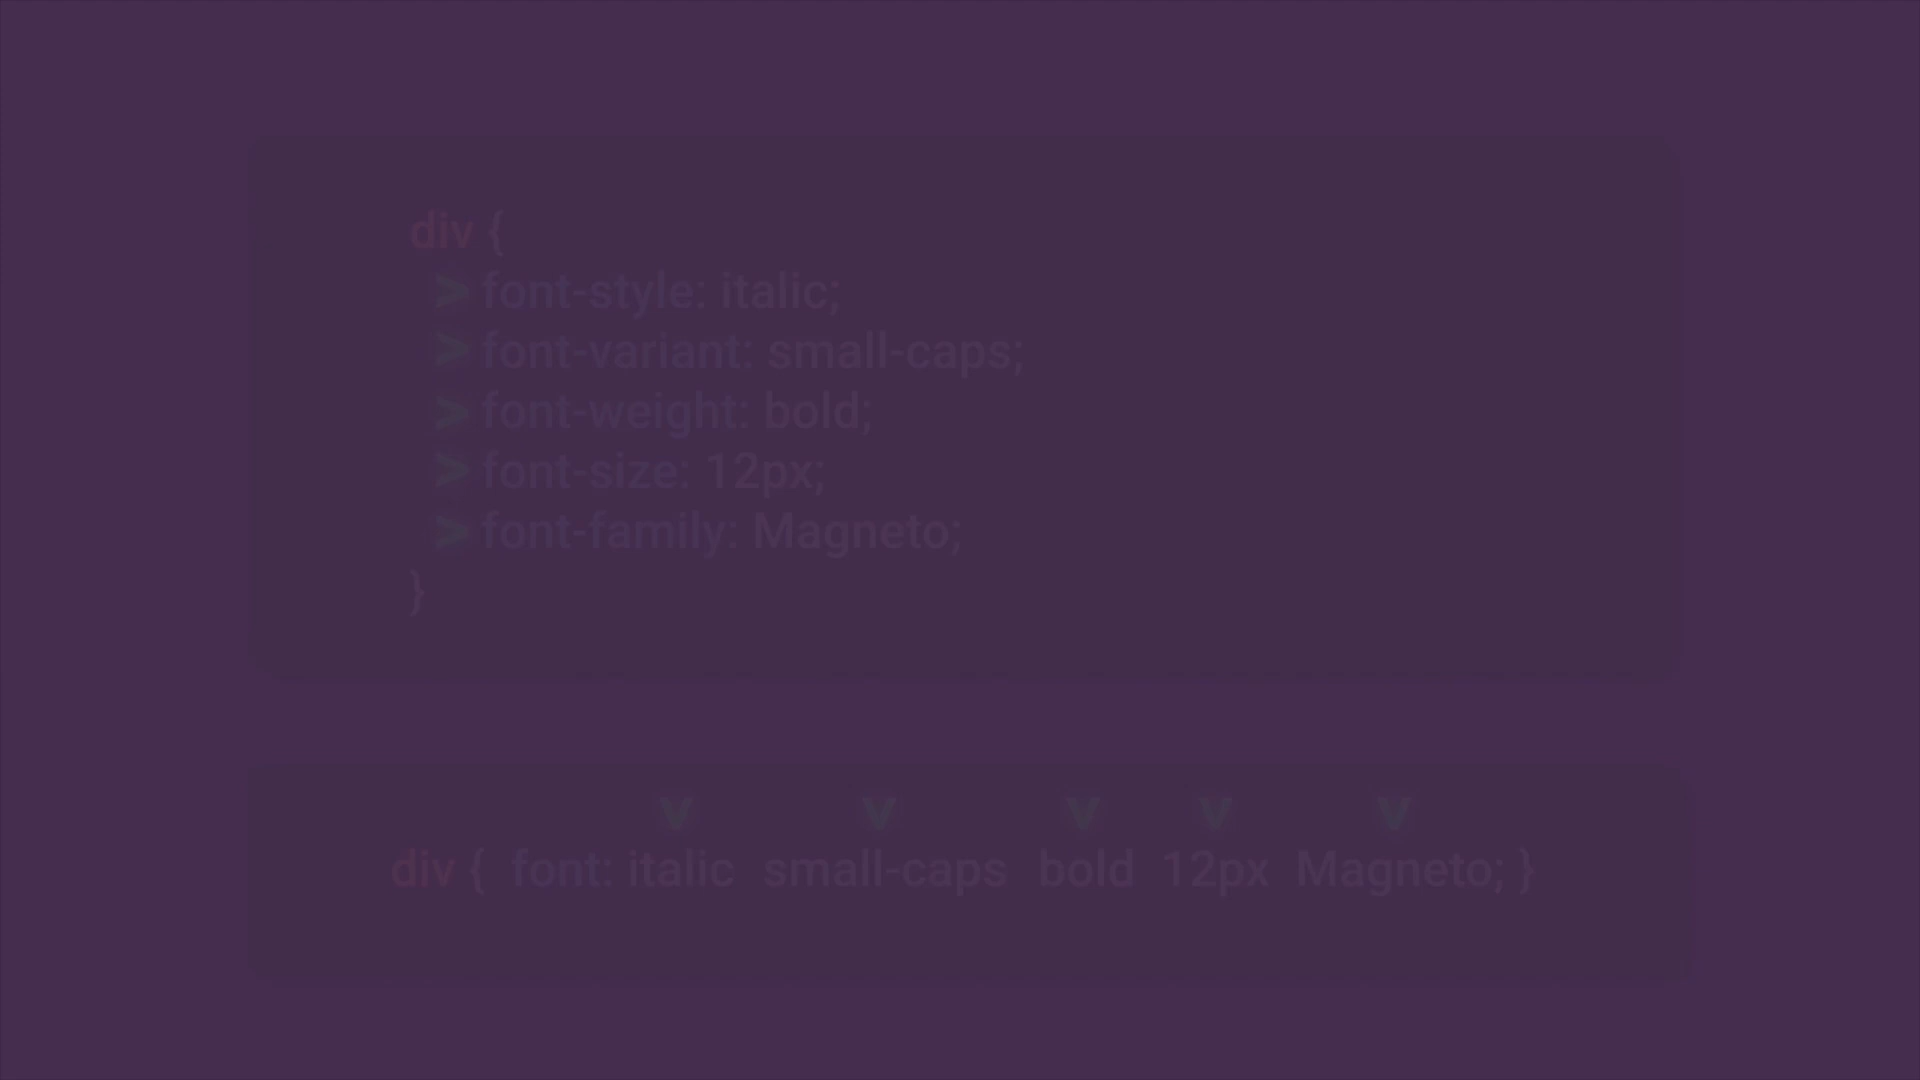 div {
> font-style: italic;
> font-variant: small-caps;
> font-weight: bold;
> font-size: 12px;
> font-family: Magneto;
}
v v v v v
div { font: italic small-caps bold 12px Magneto; }